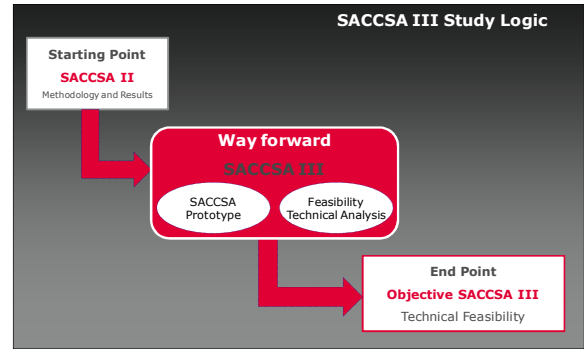 SACCSA III Study Logic
Starting Point
SACCSA II
Methodology and Results
Way forward
SACCSA III
SACCSA
Prototype
Feasibility
Technical Analysis
End Point
Objective SACCSA III
Technical Feasibility